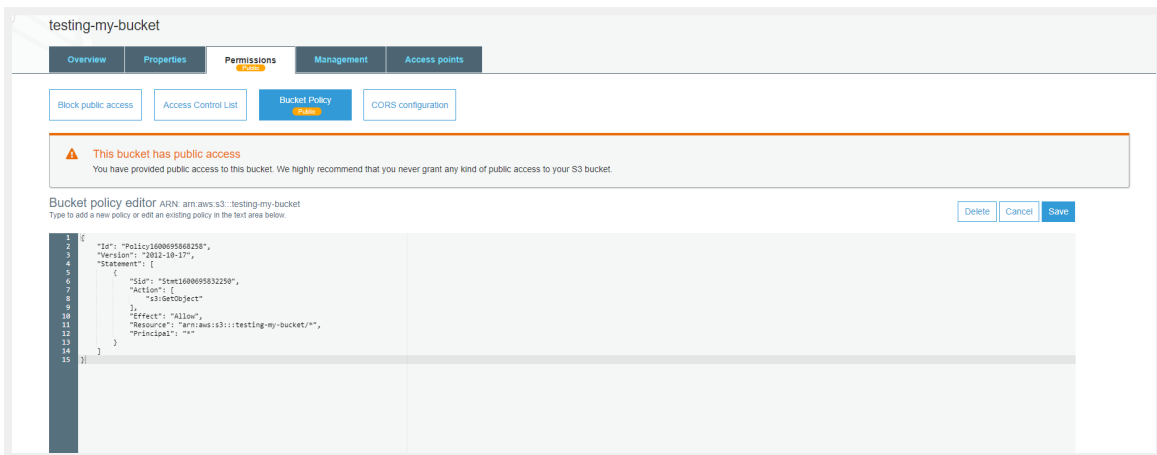 testing-my-bucket
Overview Properties Permissions Management Access points
Public
Block public access Access Control List Bucket Policy CORS configuration
Public
This bucket has public access
You have provided public access to this bucket. We highly recommend that you never grant any kind of public access to your S3 bucket.
Bucket policy editor ARN: arn:aws:s3:::testing-my-bucket
Type to add a new policy or edit an existing policy in the text area below.
Delete Cancel Save
1 {
2 "Id": "Policy1600695868258",
3 "Version": "2012-10-17",
4 "Statement": [
5 {
6 "Sid": "Stmt1600695832250",
7 "Action": [
8 "s3:GetObject"
9 ],
10 "Effect": "Allow",
11 "Resource": "arn:aws:s3:::testing-my-bucket/*",
12 "Principal": "*"
13 }
14 ]
15 }